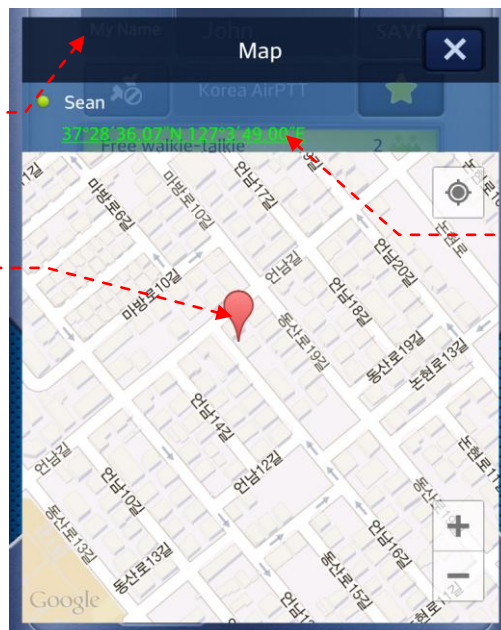 My Name John SAVE
Map
Sean
Korea AirPTT
37°28'36.07"N 127°3'49.00"E
Free walkie-talkie 2
언남17길
마방로10길
마방로6길
논현로
언남20길
언남길
언남18길
마방로10길
동산로19길
동산로19길
논현로13길
언남14길
언남길
언남12길
언남10길
동산로13길
동산로13길
언남16길
동산로15길
Google